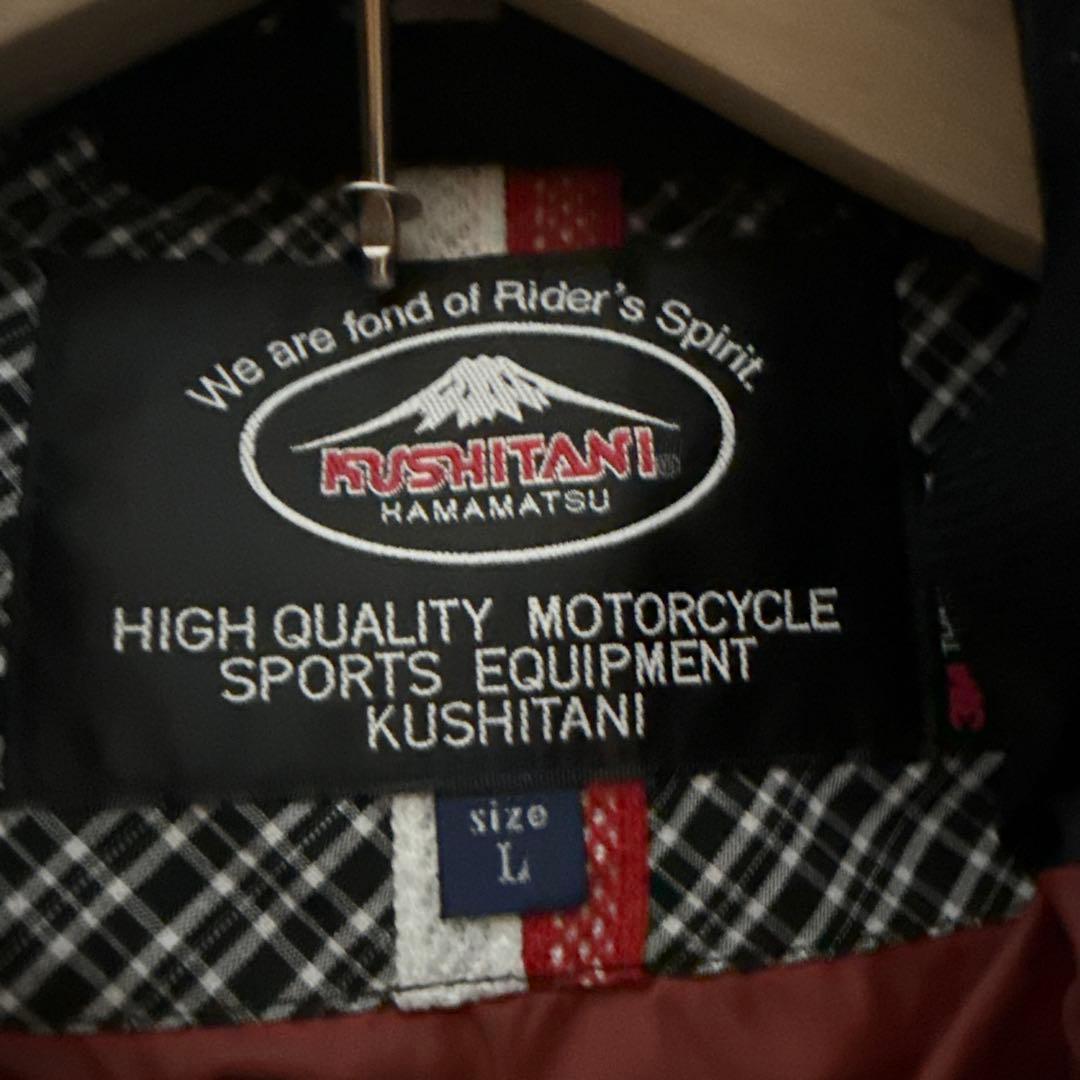 We are fond of Rider's Spirit.
KUSHITANI®
HAMAMATSU
HIGH QUALITY MOTORCYCLE
SPORTS EQUIPMENT
KUSHITANI
size
L